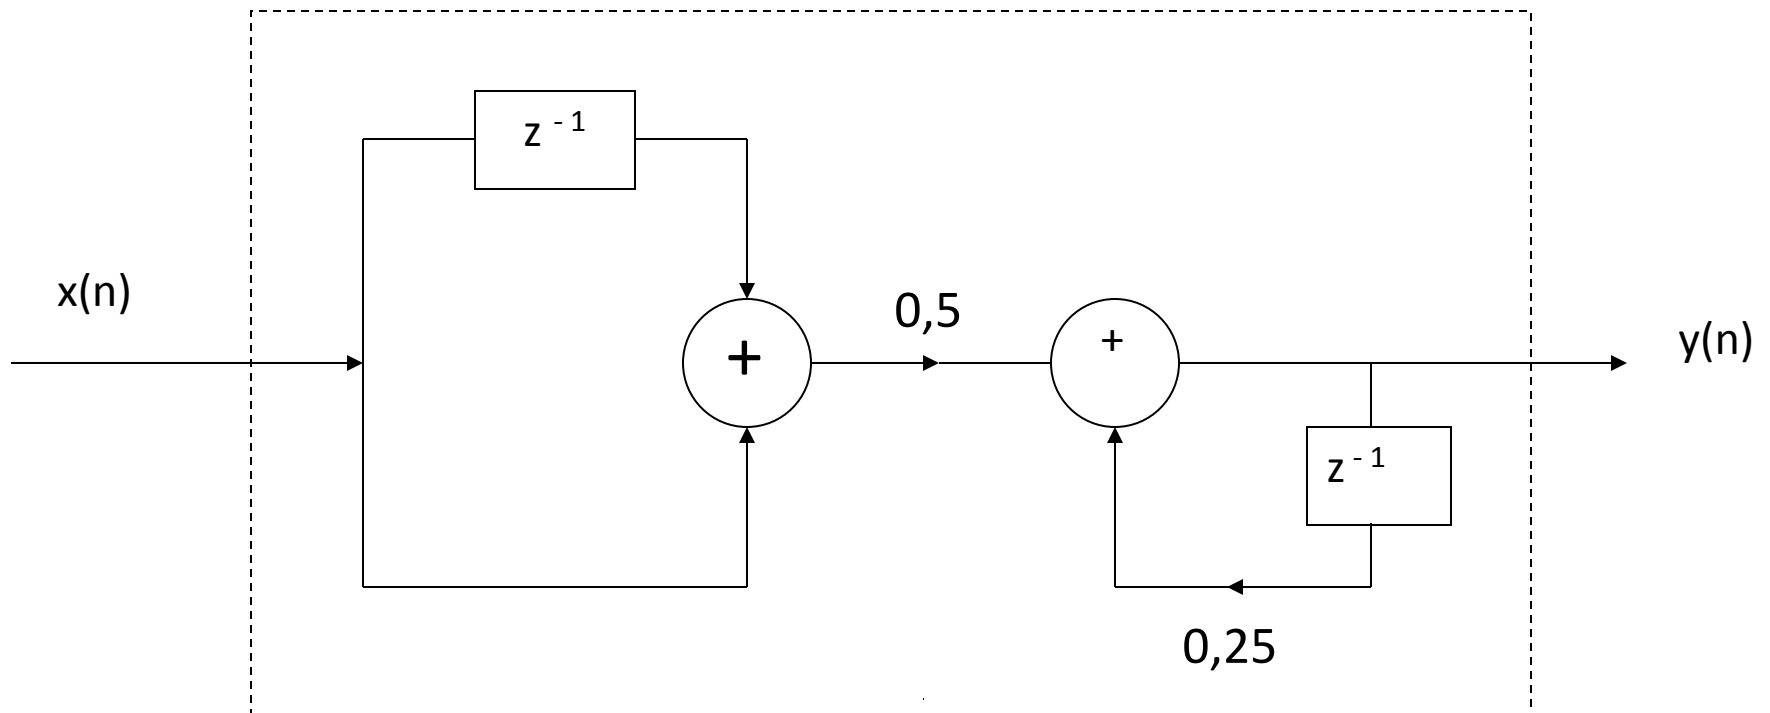 z - 1
x(n)
0,5
+
+
y(n)
z - 1
0,25